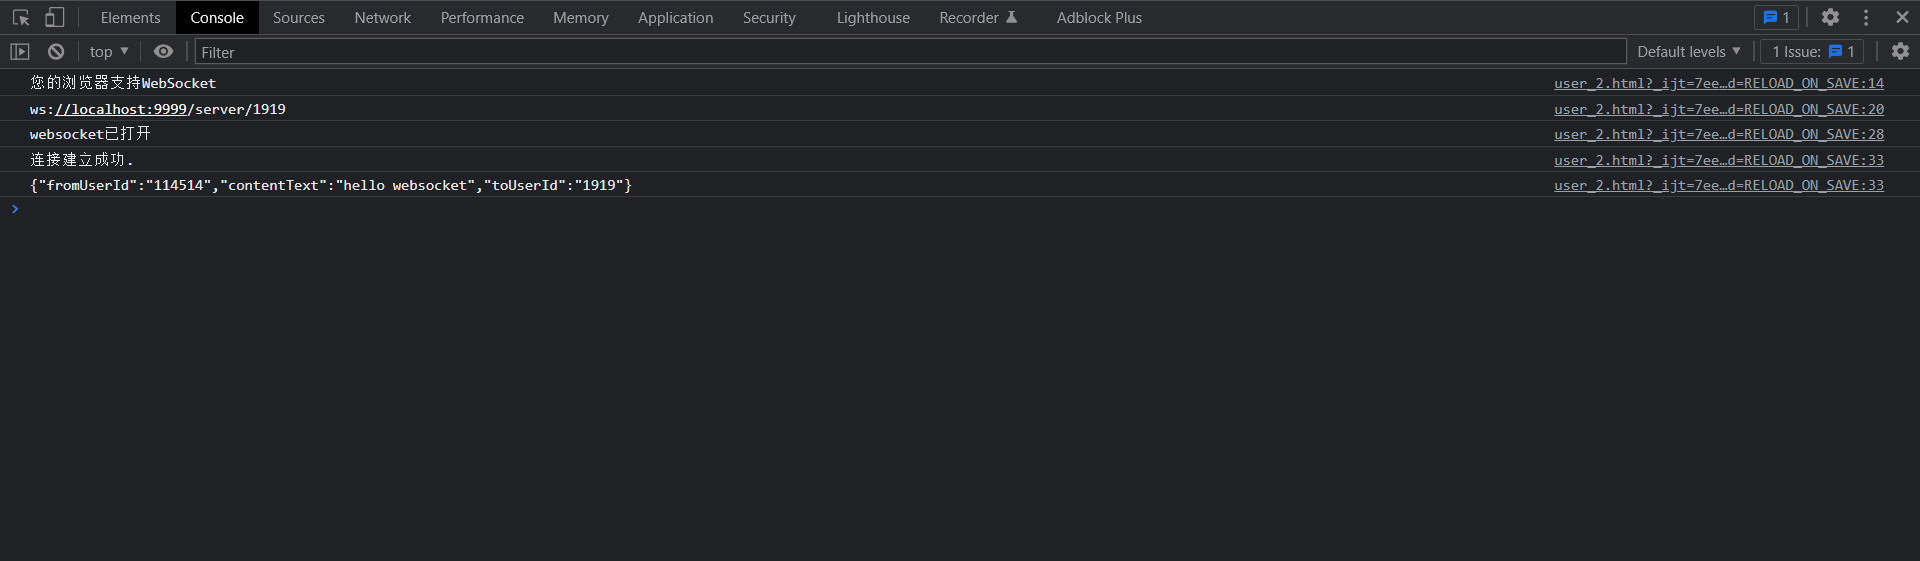 Elements Console Sources Network Performance Memory Application Security Lighthouse Recorder Adblock Plus 1
top Filter Default levels 1 Issue: 1
您的浏览器支持WebSocket user_2.html?_ijt=7ee…d=RELOAD_ON_SAVE:14
ws://localhost:9999/server/1919 user_2.html?_ijt=7ee…d=RELOAD_ON_SAVE:20
websocket已打开 user_2.html?_ijt=7ee…d=RELOAD_ON_SAVE:28
连接建立成功. user_2.html?_ijt=7ee…d=RELOAD_ON_SAVE:33
{"fromUserId":"114514","contentText":"hello websocket","toUserId":"1919"} user_2.html?_ijt=7ee…d=RELOAD_ON_SAVE:33